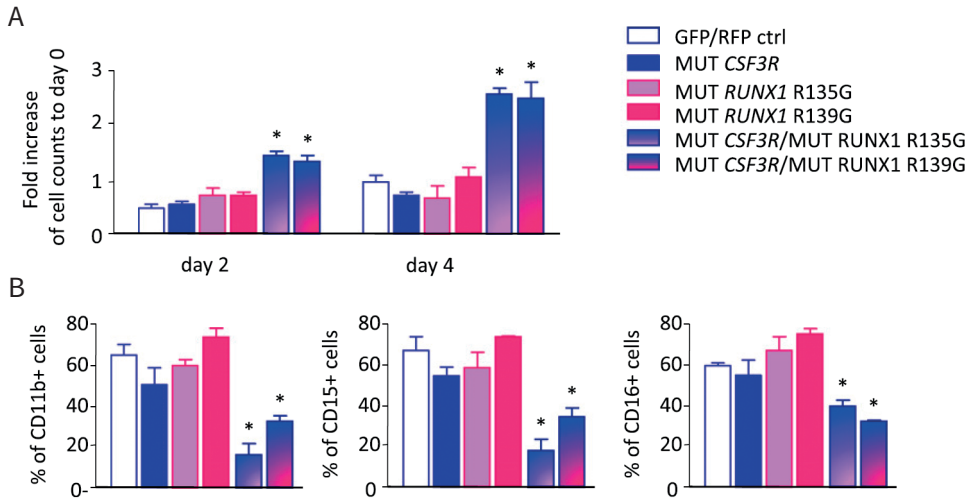 A
Fold increase
of cell counts to day 0
3
2
1
0
* *
* *
day 2
day 4
GFP/RFP ctrl
MUT CSF3R
MUT RUNX1 R135G
MUT RUNX1 R139G
MUT CSF3R/MUT RUNX1 R135G
MUT CSF3R/MUT RUNX1 R139G
B
% of CD11b+ cells
80
60
40
20
0-
* *
% of CD15+ cells
80
60
40
20
0
* *
% of CD16+ cells
80
60
40
20
0
* *